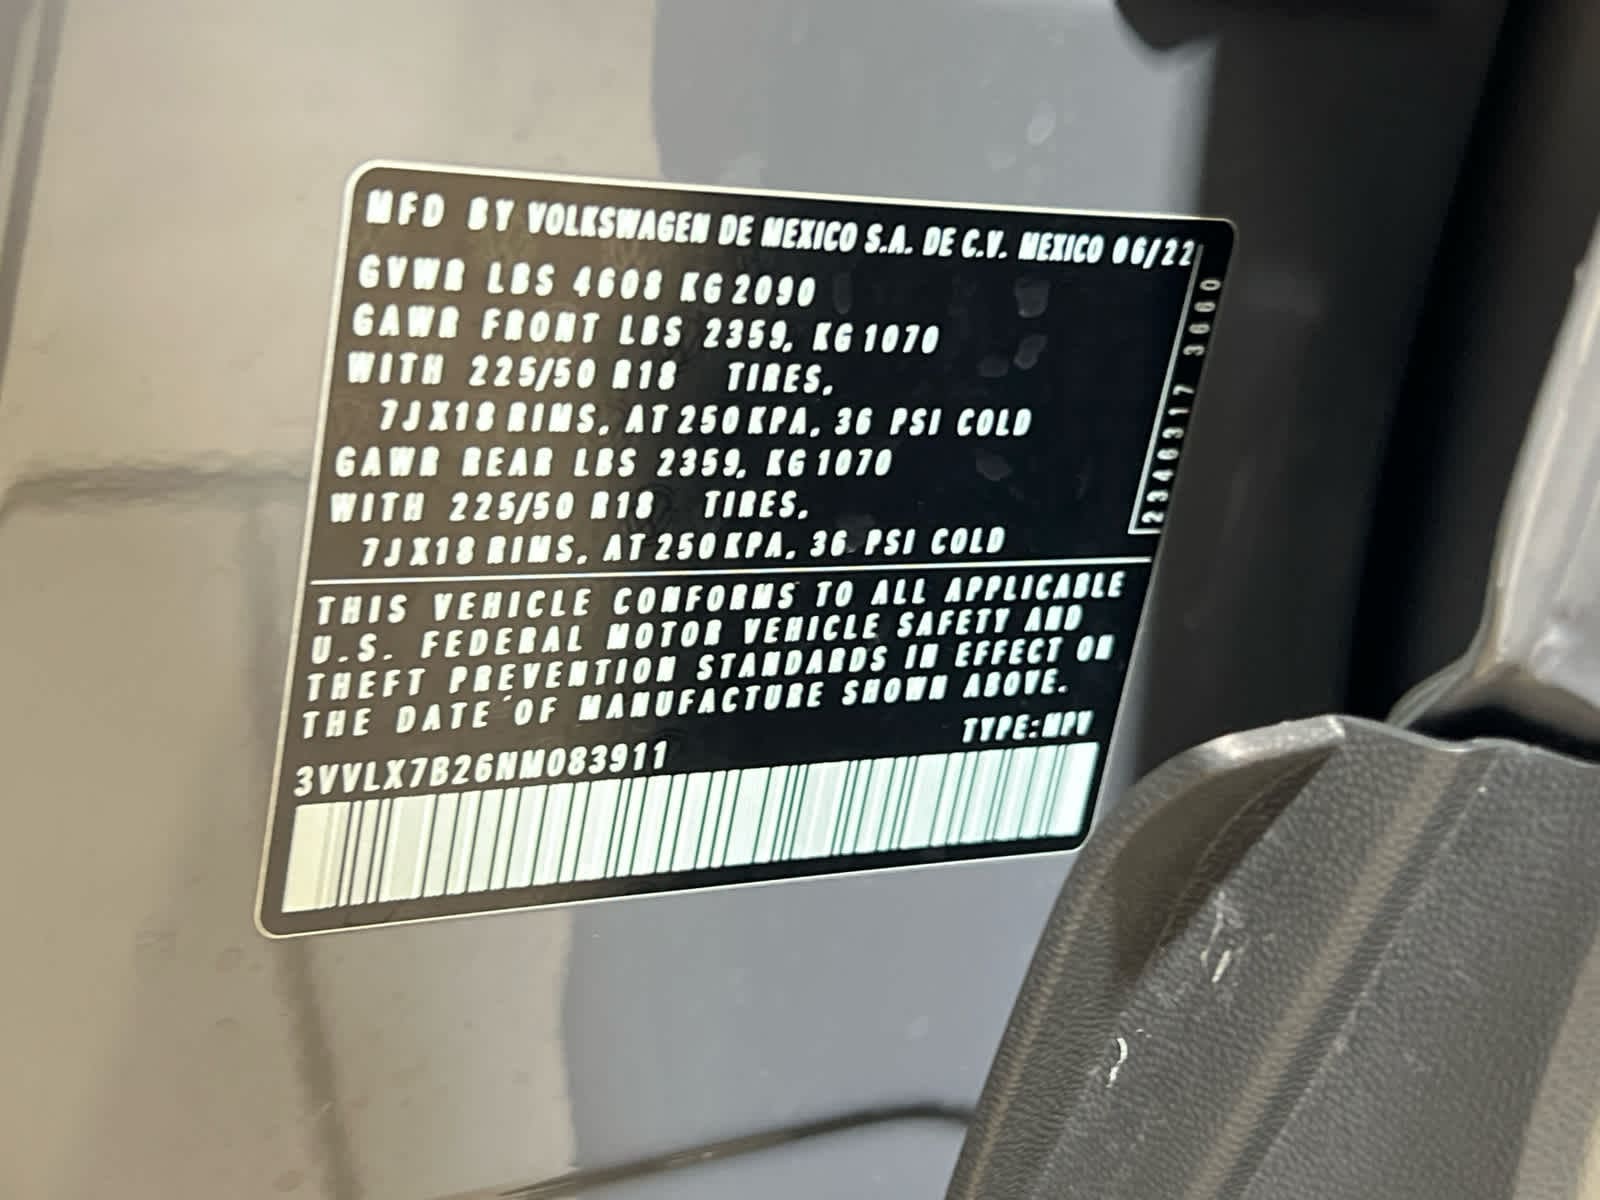 MFD BY VOLKSWAGEN DE MEXICO S.A. DE C.V. MEXICO 06/22
GVWR LBS 4608 KG 2090
GAWR FRONT LBS 2359, KG 1070
WITH 225/50 R18 TIRES,
7JX18 RIMS, AT 250 KPA, 36 PSI COLD
GAWR REAR LBS 2359, KG 1070
WITH 225/50 R18 TIRES,
7JX18 RIMS, AT 250 KPA, 36 PSI COLD
2346317 3660
THIS VEHICLE CONFORMS TO ALL APPLICABLE
U.S. FEDERAL MOTOR VEHICLE SAFETY AND
THEFT PREVENTION STANDARDS IN EFFECT ON
THE DATE OF MANUFACTURE SHOWN ABOVE.
TYPE:MPV
3VVLX7B26NM083911